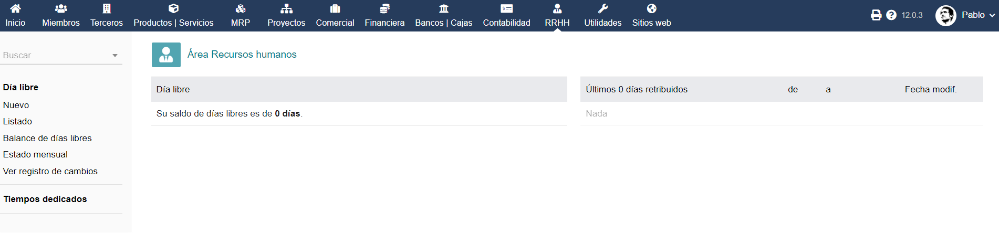 Inicio Miembros Terceros Productos | Servicios MRP Proyectos Comercial Financiera Bancos | Cajas Contabilidad RRHH Utilidades Sitios web 12.0.3 Pablo
Buscar
Área Recursos humanos
Día libre
Nuevo
Listado
Balance de días libres
Estado mensual
Ver registro de cambios
Tiempos dedicados
Día libre
Su saldo de días libres es de 0 días.
Últimos 0 días retribuidos de a Fecha modif.
Nada